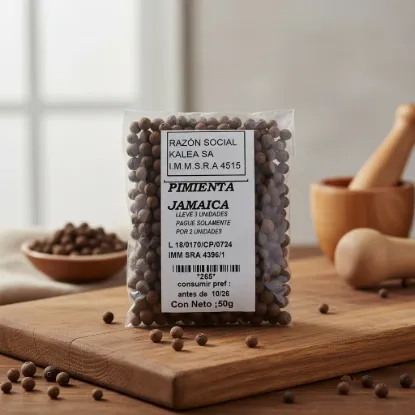 RAZÓN SOCIAL
KALEA SA
I.M.M.S.R.A 4515
PIMIENTA
JAMAICA
LLEVE 3 UNIDADES
PAGUE SOLAMENTE
POR 2 UNIDADES
L 18/0170/CP/0724
IMM SRA 4396/1
*265*
consumir pref :
antes de 10/26
Con Neto ;50g